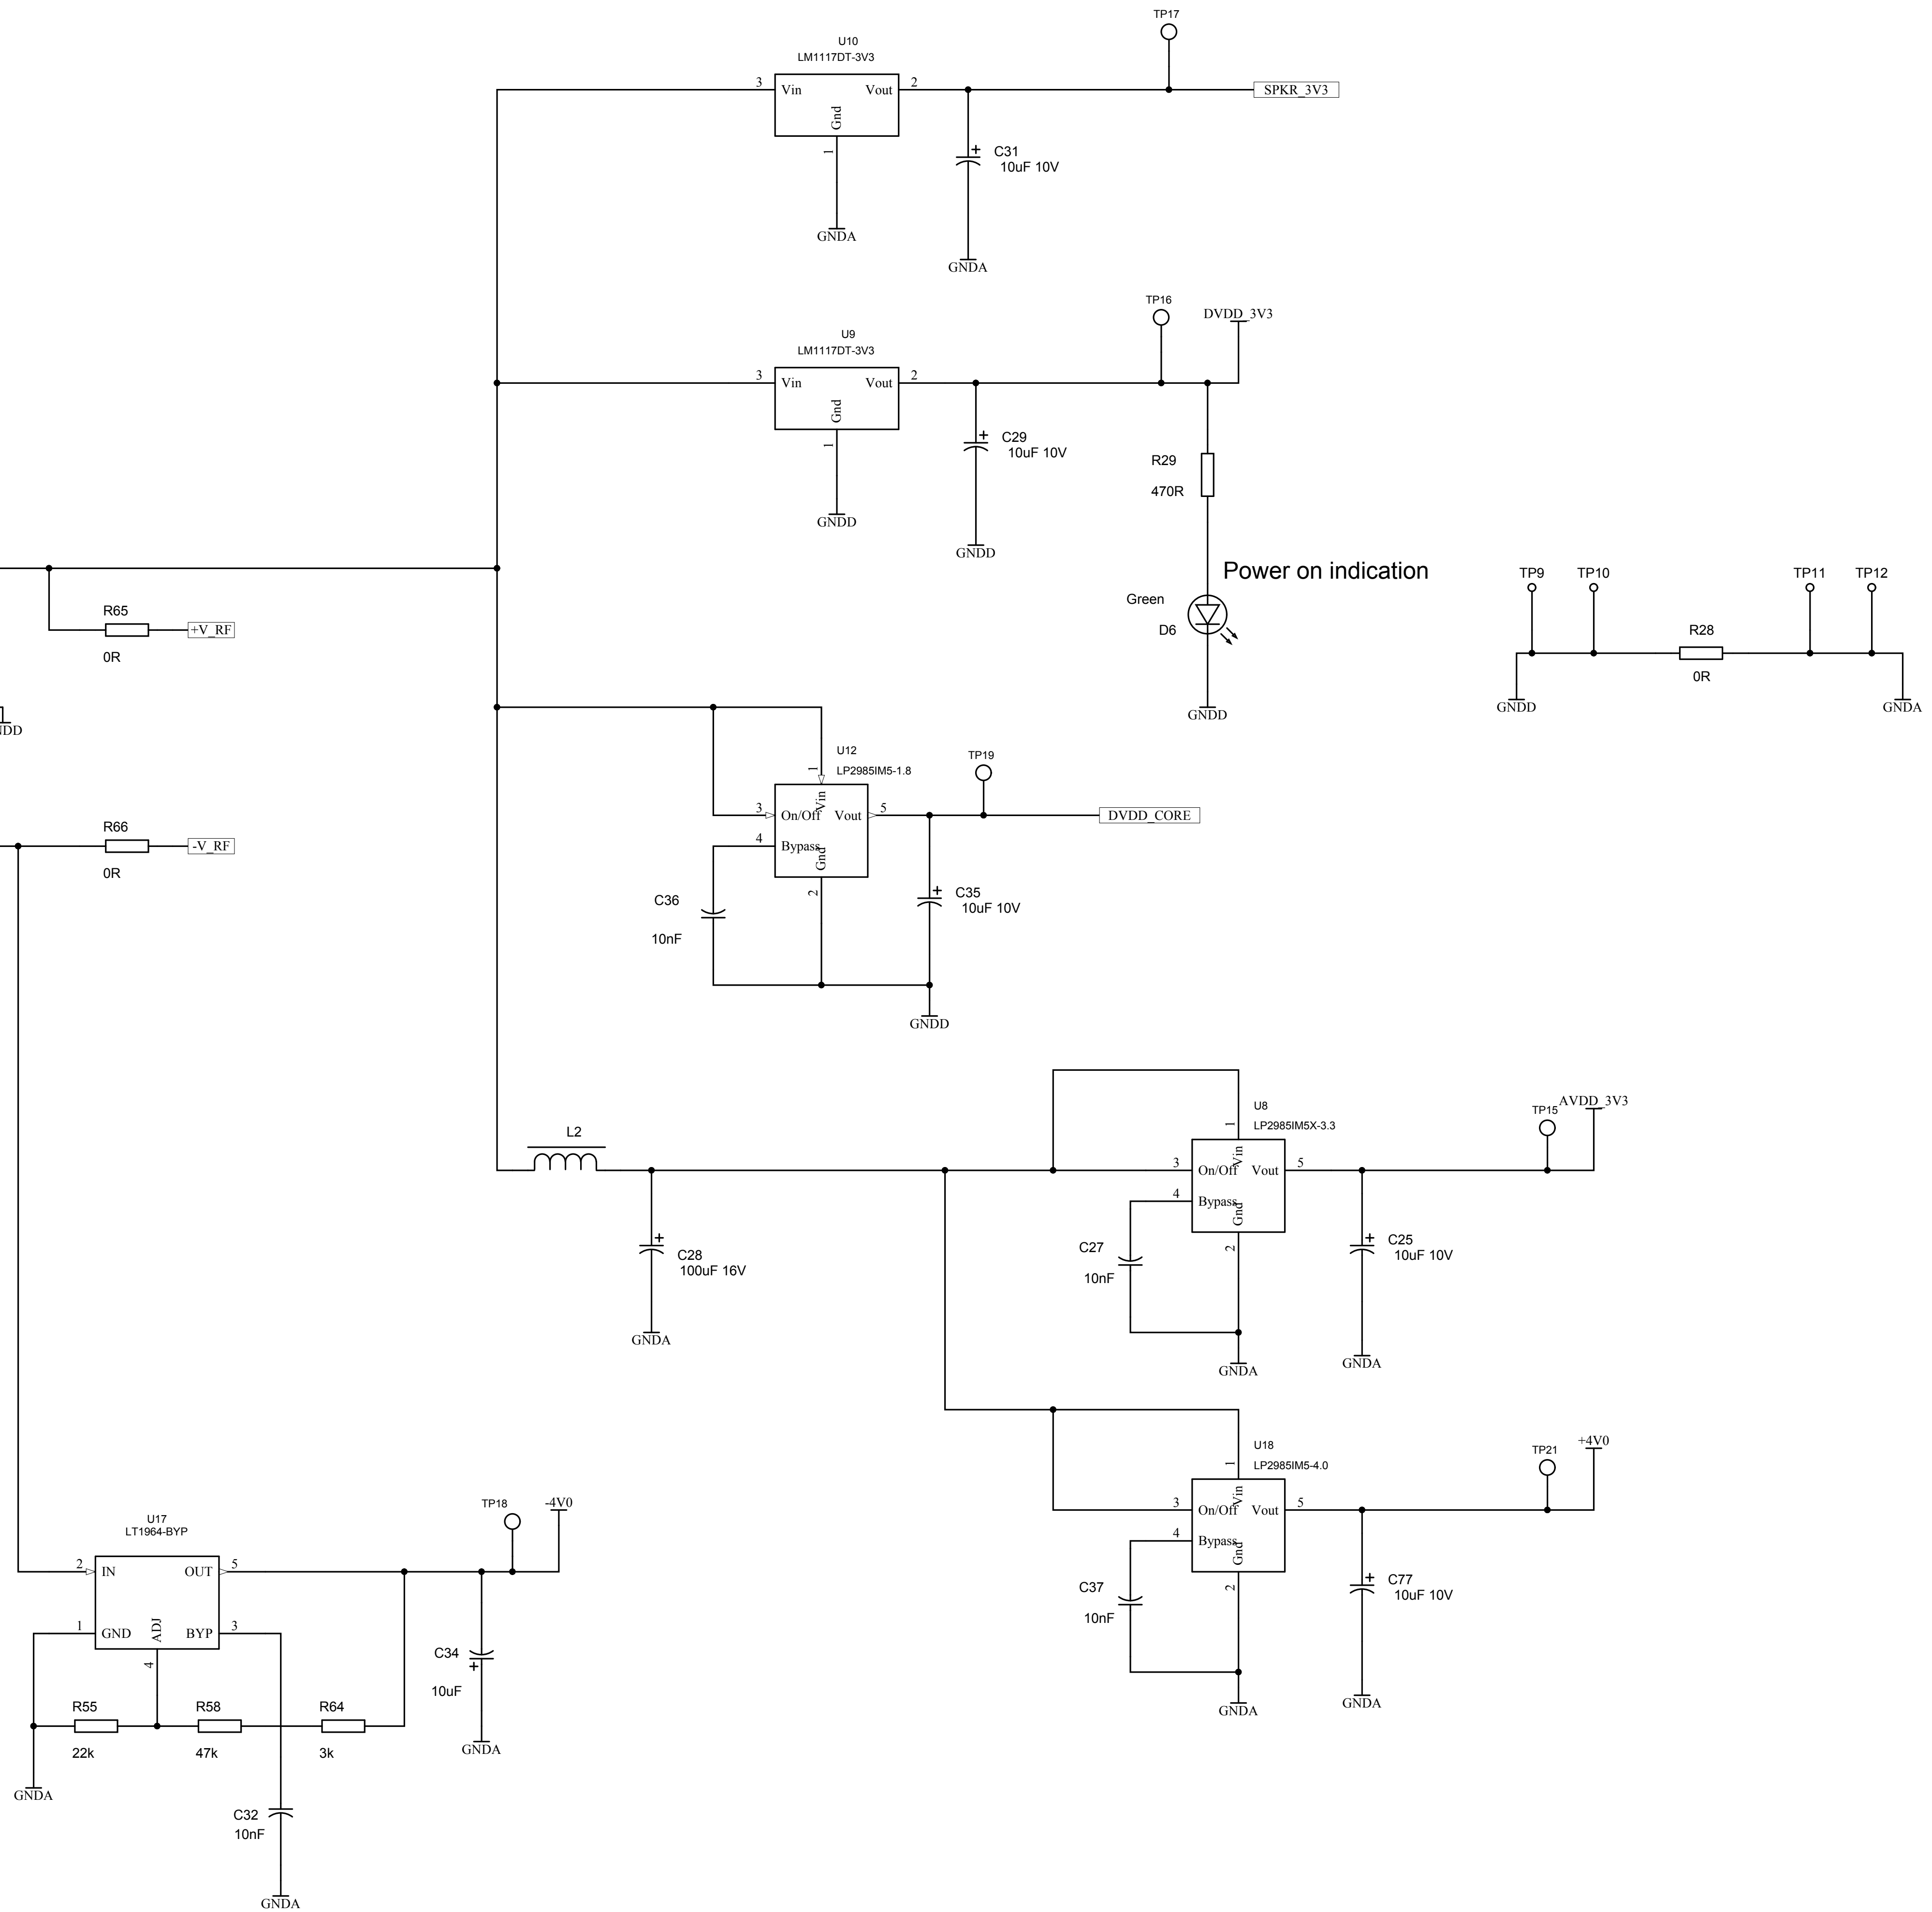 TP17
U10
LM1117DT-3V3
3
Vin
Vout
2
SPKR_3V3
Gnd
1
C31
10uF 10V
GNDA
GNDA
TP16
DVDD_3V3
U9
LM1117DT-3V3
3
Vin
Vout
2
Gnd
1
C29
10uF 10V
R29
470R
GNDD
GNDD
Power on indication
Green
D6
GNDD
TP9
TP10
TP11
TP12
R28
0R
GNDD
GNDA
R65
+V_RF
0R
NDD
R66
-V_RF
0R
U12
LP2985IM5-1.8
TP19
1
Vin
3
On/Off
Vout
5
DVDD_CORE
4
Bypass
Gnd
2
C36
10nF
C35
10uF 10V
GNDD
L2
C28
100uF 16V
GNDA
U8
LP2985IM5X-3.3
TP15
AVDD_3V3
1
Vin
3
On/Off
Vout
5
4
Bypass
Gnd
2
C27
10nF
C25
10uF 10V
GNDA
GNDA
U18
LP2985IM5-4.0
TP21
+4V0
1
Vin
3
On/Off
Vout
5
4
Bypass
Gnd
2
C37
10nF
C77
10uF 10V
GNDA
GNDA
TP18
-4V0
U17
LT1964-BYP
2
IN
OUT
5
1
GND
ADJ
BYP
3
4
C34
10uF
GNDA
R55
22k
R58
47k
R64
3k
GNDA
C32
10nF
GNDA